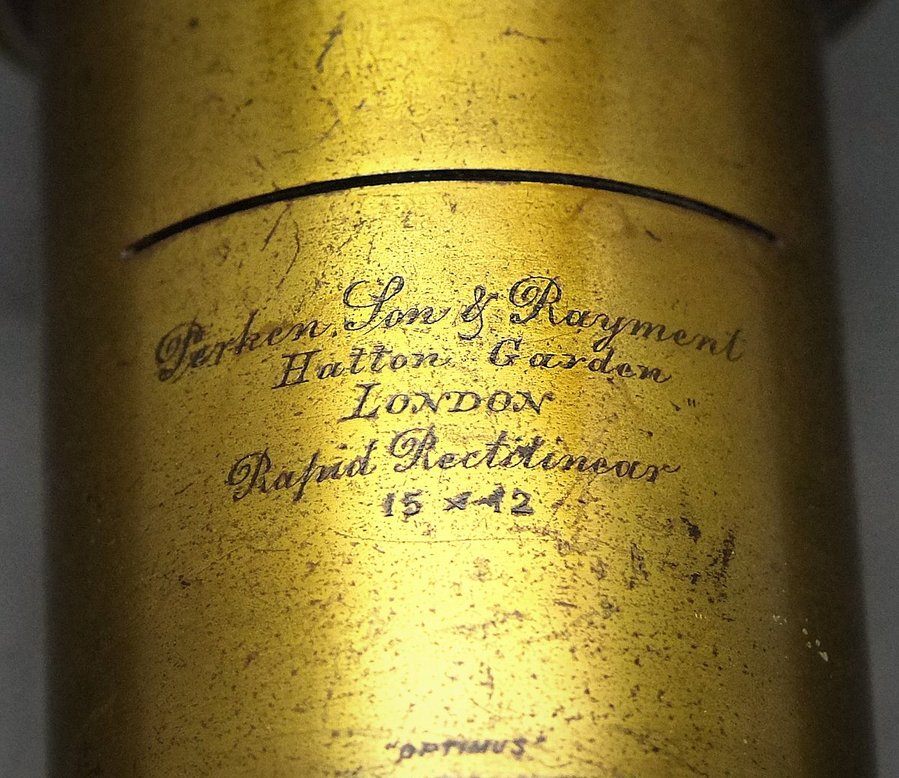 Perken, Son & Rayment
Hatton Garden
LONDON
Rapid Rectilinear
15 x 12
"OPTIMUS"